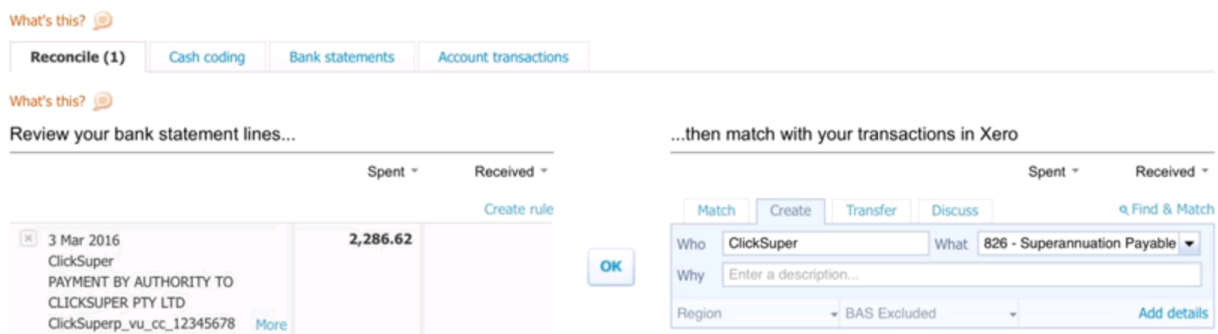 What's this?
Reconcile (1) Cash coding Bank statements Account transactions
What's this?
Review your bank statement lines... ...then match with your transactions in Xero
Spent Received Spent Received
Create rule Match Create Transfer Discuss Find & Match
3 Mar 2016 2,286.62 Who ClickSuper What 826 - Superannuation Payable
ClickSuper OK
PAYMENT BY AUTHORITY TO Why Enter a description...
CLICKSUPER PTY LTD
ClickSuperp_vu_cc_12345678 More Region BAS Excluded Add details